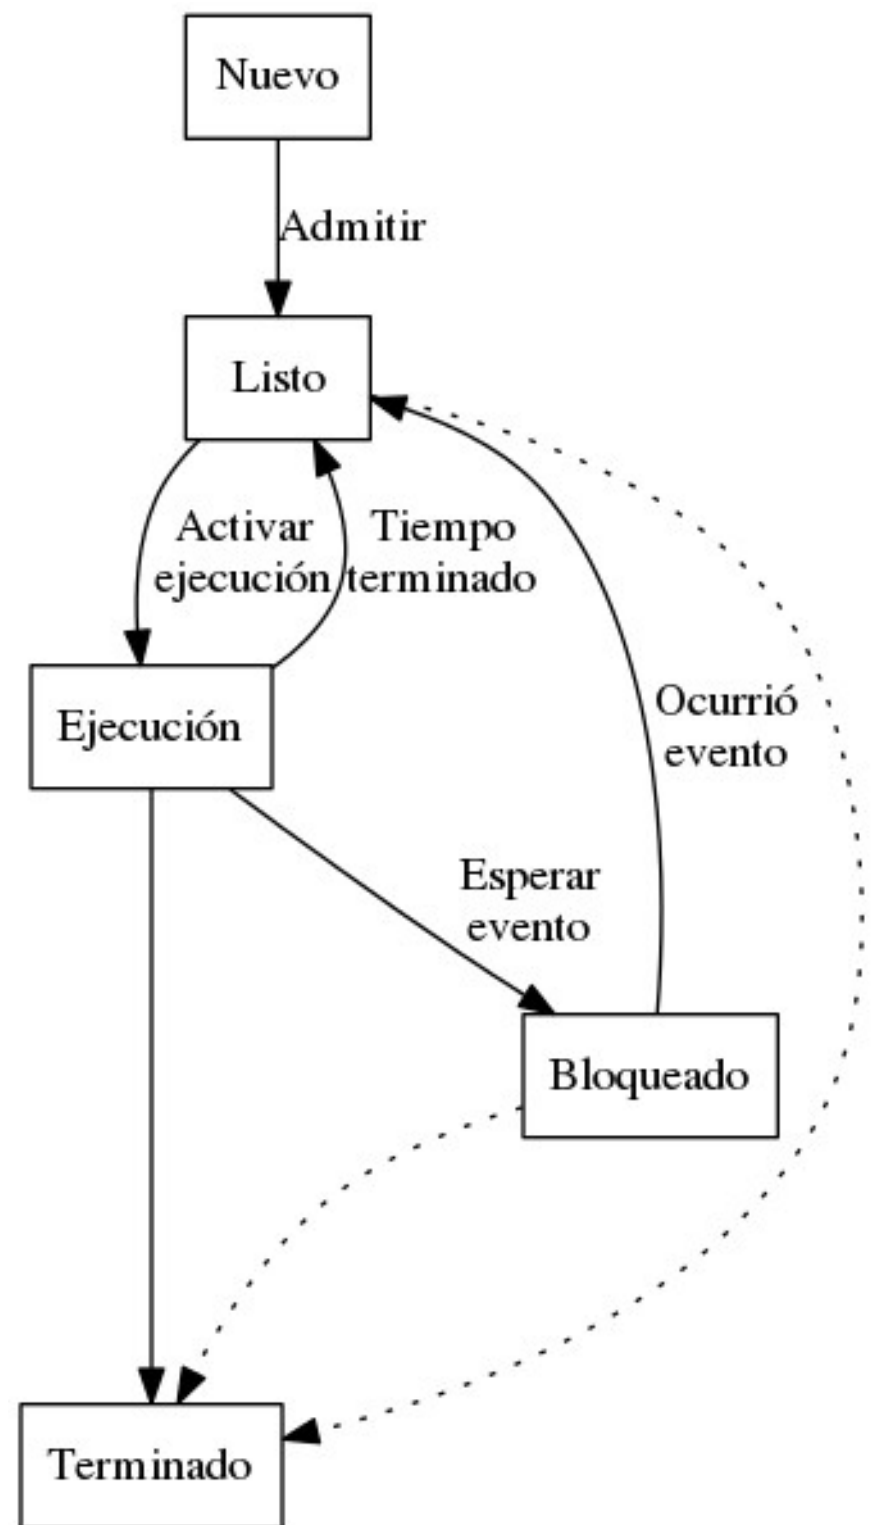 Nuevo
Admitir
Listo
Activar
ejecución
Tiempo
terminado
Ejecución
Ocurrió
evento
Esperar
evento
Bloqueado
Terminado